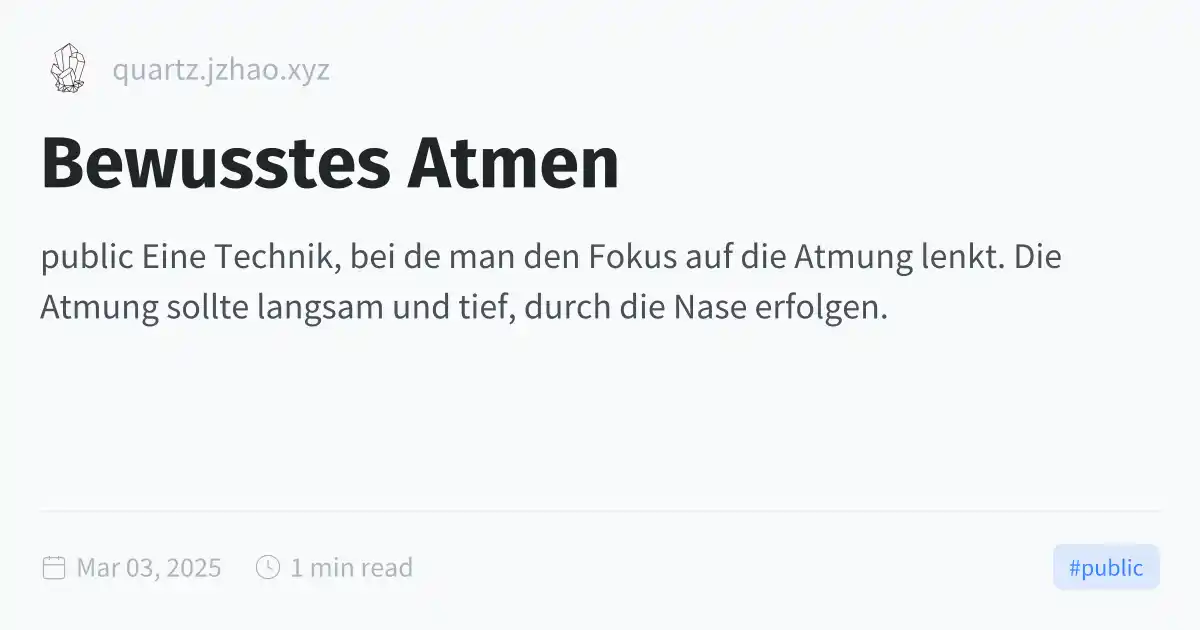 quartz.jzhao.xyz
Bewusstes Atmen
public Eine Technik, bei de man den Fokus auf die Atmung lenkt. Die
Atmung sollte langsam und tief, durch die Nase erfolgen.
Mar 03, 2025 1 min read #public